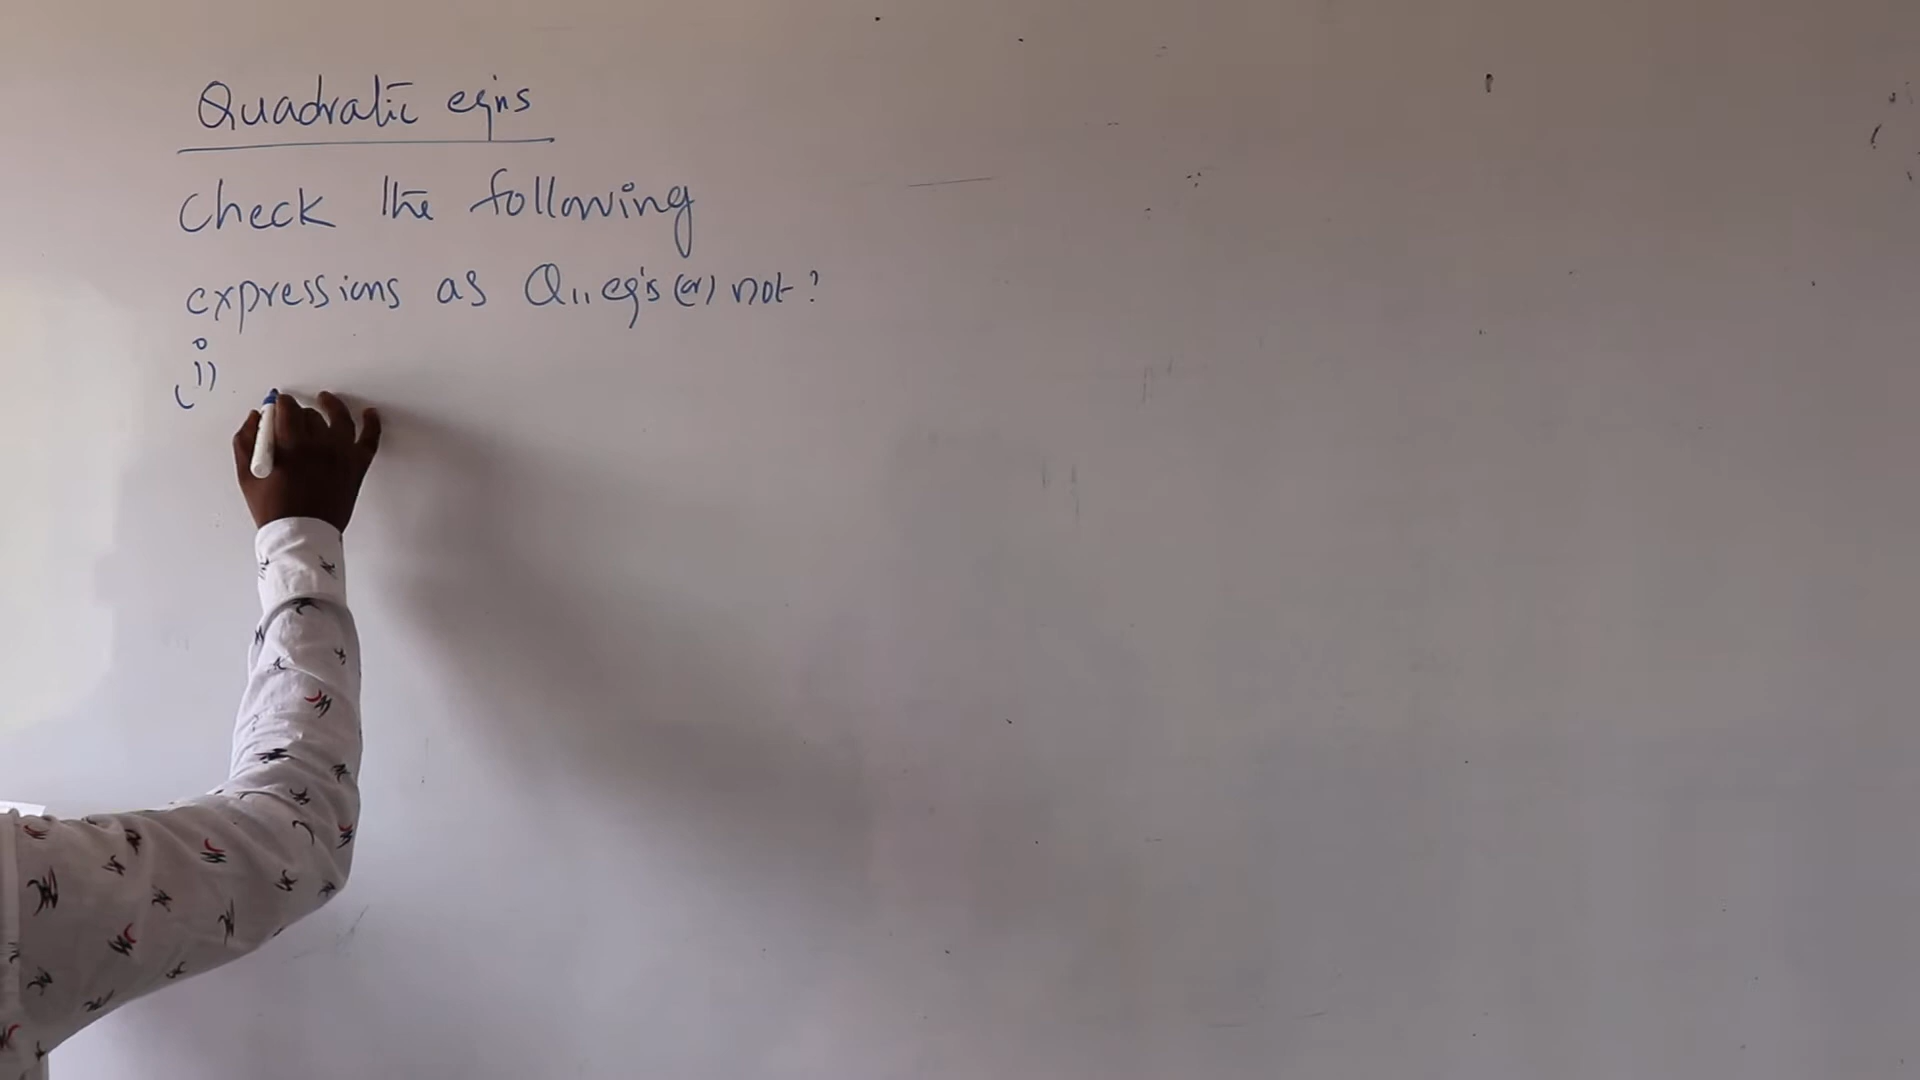 Quadratic eqns
Check the following
expressions as Q,, eq's (or) not?
(i)